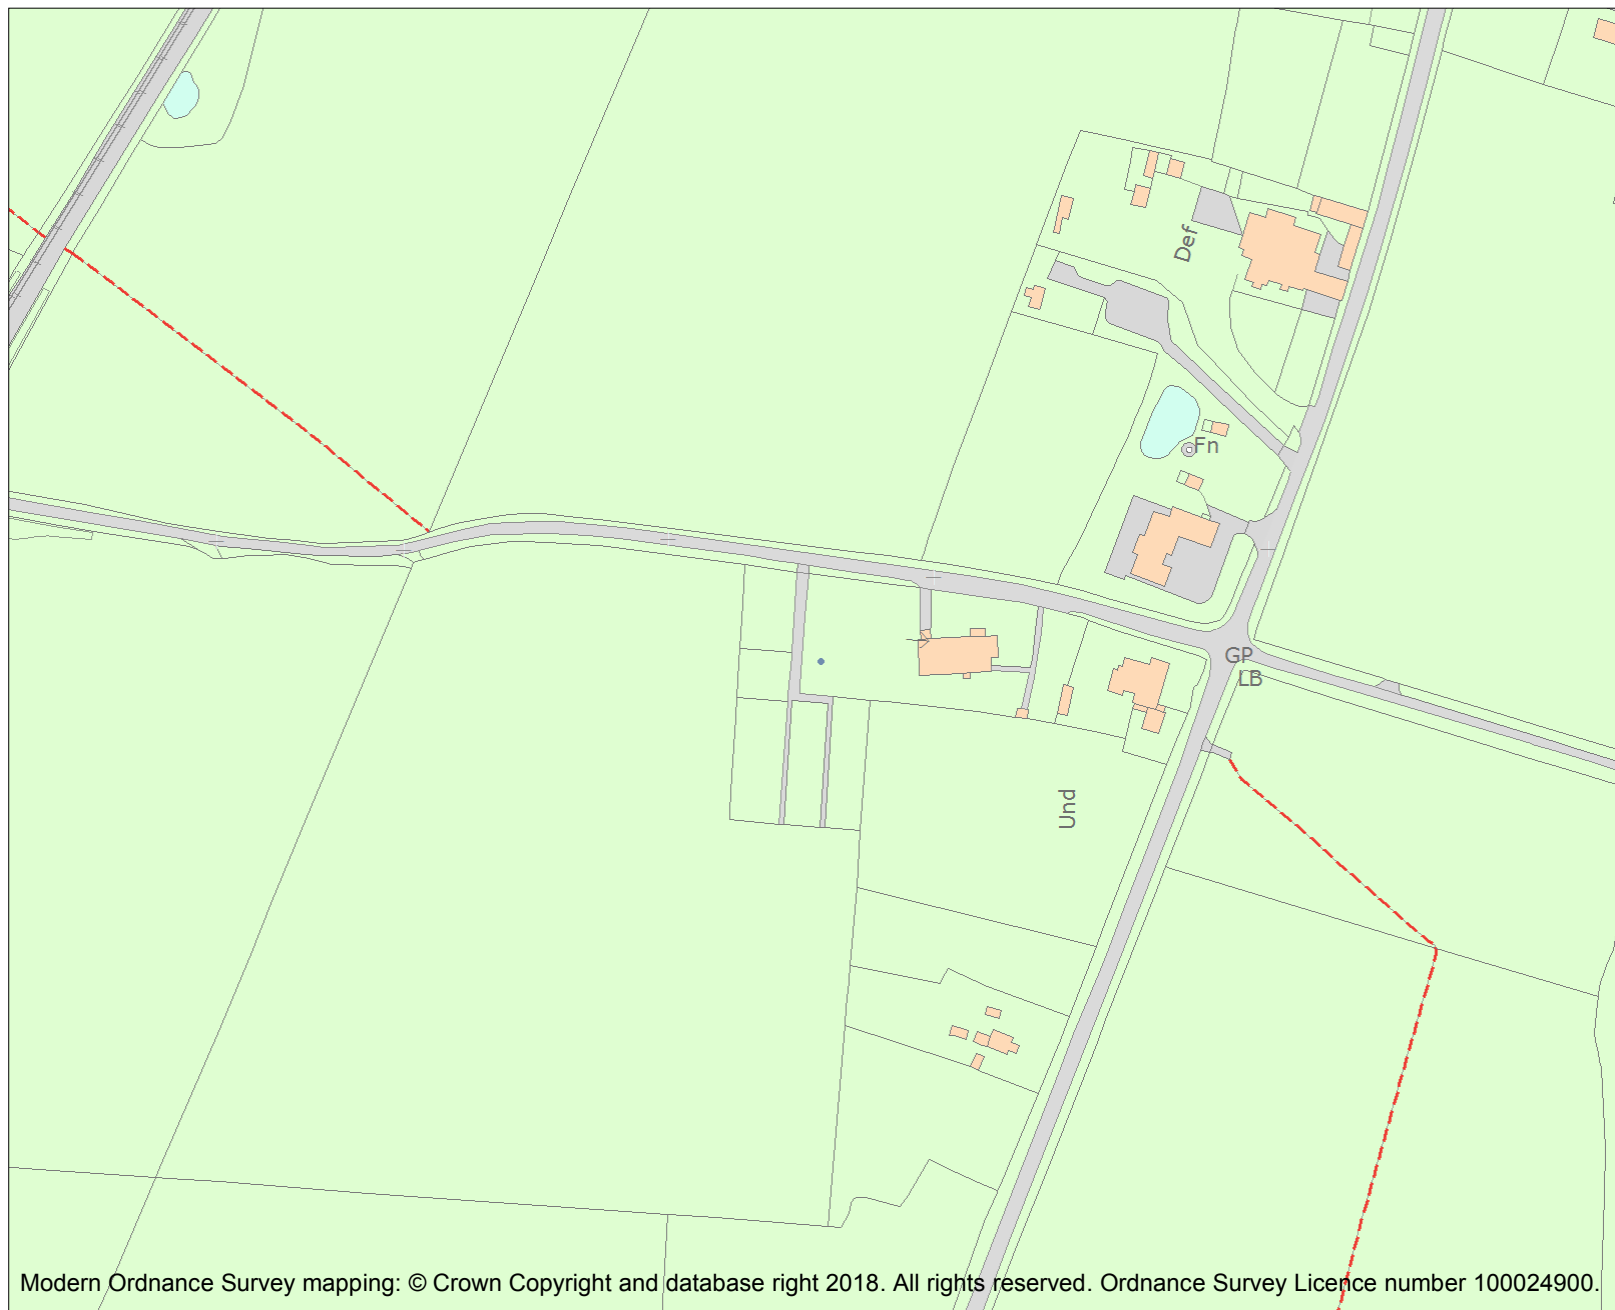 Def
Fn
GP
LB
Und
Modern Ordnance Survey mapping: © Crown Copyright and database right 2018. All rights reserved. Ordnance Survey Licence number 100024900.